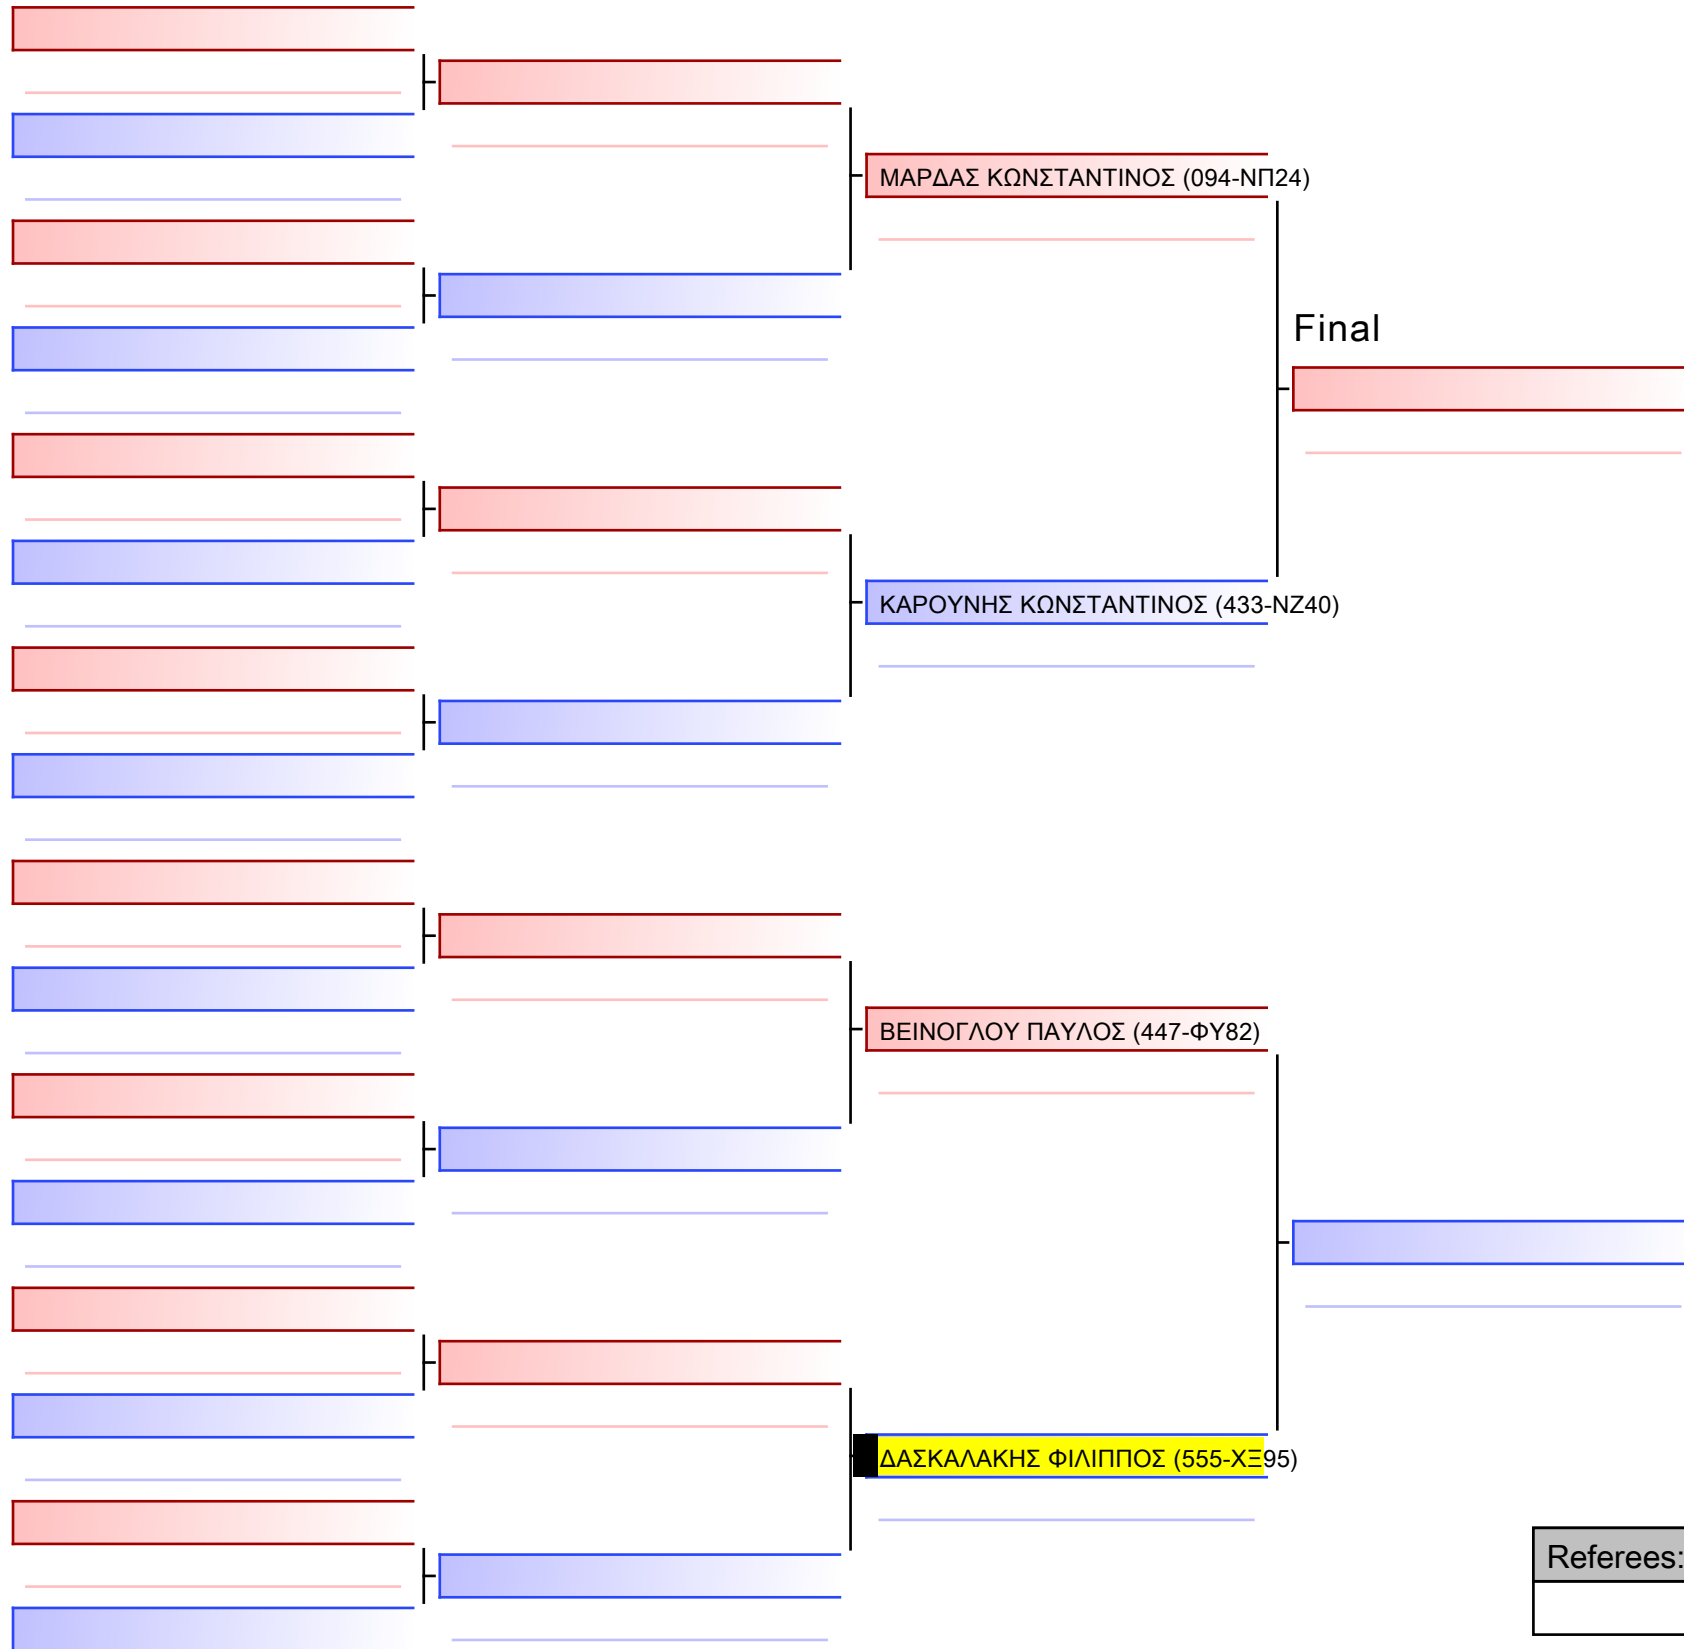 ΜΑΡΔΑΣ ΚΩΝΣΤΑΝΤΙΝΟΣ (094-ΝΠ24)
Final
ΚΑΡΟΥΝΗΣ ΚΩΝΣΤΑΝΤΙΝΟΣ (433-ΝΖ40)
ΒΕΙΝΟΓΛΟΥ ΠΑΥΛΟΣ (447-ΦΥ82)
ΔΑΣΚΑΛΑΚΗΣ ΦΙΛΙΠΠΟΣ (555-ΧΞ95)
Referees: